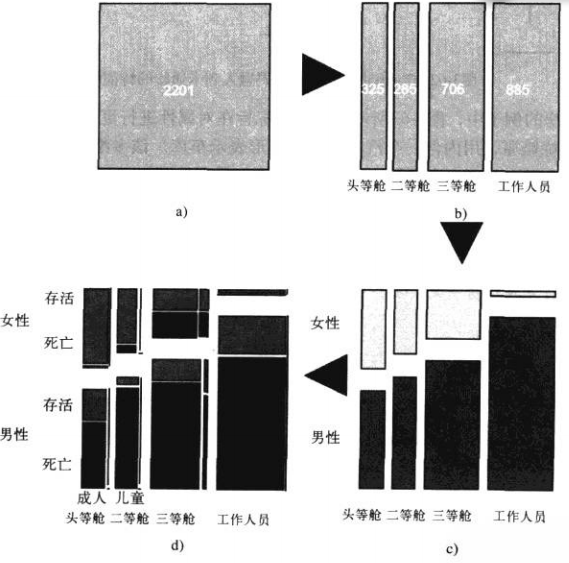 2201
325 285 706 885
头等舱 二等舱 三等舱 工作人员
a)
b)
存活
女性
死亡
存活
男性
死亡
成人 儿童
头等舱 二等舱 三等舱 工作人员
d)
女性
男性
头等舱 二等舱 三等舱 工作人员
c)